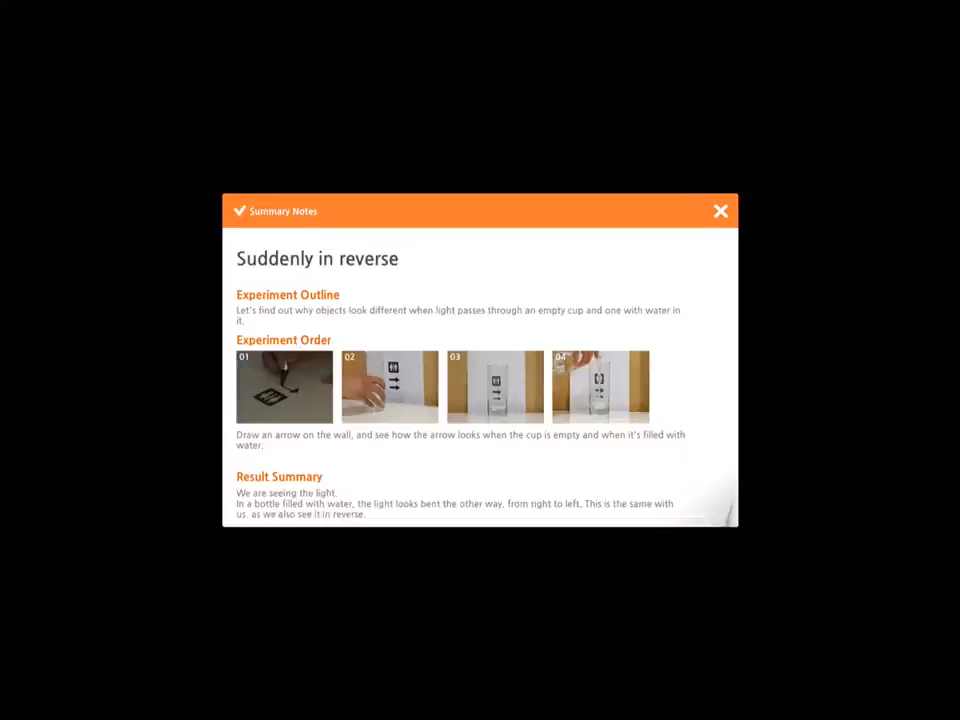 Summary Notes
Suddenly in reverse
Experiment Outline
Let's find out why objects look different when light passes through an empty cup and one with water in
it.
Experiment Order
01 02 03 04
Draw an arrow on the wall, and see how the arrow looks when the cup is empty and when it's filled with
water.
Result Summary
We are seeing the light.
In a bottle filled with water, the light looks bent the other way, from right to left. This is the same with
us, as we also see it in reverse.